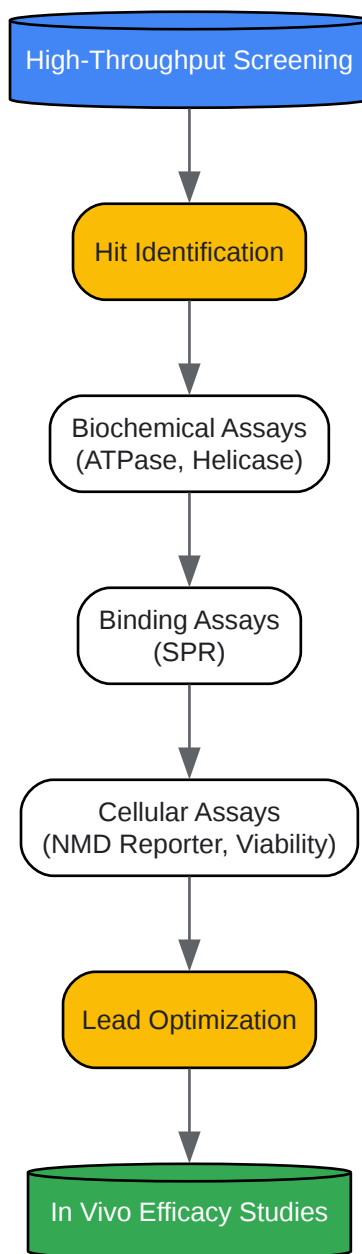 High-Throughput Screening
Hit Identification
Biochemical Assays
(ATPase, Helicase)
Binding Assays
(SPR)
Cellular Assays
(NMD Reporter, Viability)
Lead Optimization
In Vivo Efficacy Studies